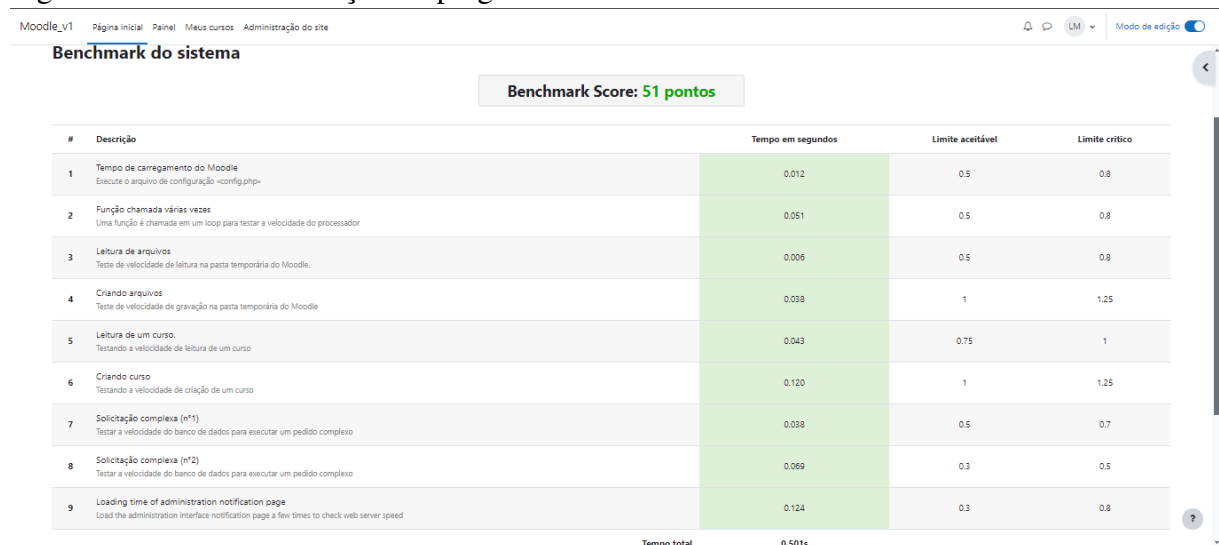 Moodle_v1 Página inicial Painel Meus cursos Administração do site LM Modo de edição
Benchmark do sistema
Benchmark Score: 51 pontos
# Descrição Tempo em segundos Limite aceitável Limite crítico
1 Tempo de carregamento do Moodle 0.012 0.5 0.8
Execute o arquivo de configuração «config.php»
2 Função chamada várias vezes 0.051 0.5 0.8
Uma função é chamada em um loop para testar a velocidade do processador
3 Leitura de arquivos 0.006 0.5 0.8
Teste de velocidade de leitura na pasta temporária do Moodle.
4 Criando arquivos 0.038 1 1.25
Teste de velocidade de gravação na pasta temporária do Moodle
5 Leitura de um curso. 0.043 0.75 1
Testando a velocidade de leitura de um curso
6 Criando curso 0.120 1 1.25
Testando a velocidade de criação de um curso
7 Solicitação complexa (n°1) 0.038 0.5 0.7
Testar a velocidade do banco de dados para executar um pedido complexo
8 Solicitação complexa (n°2) 0.069 0.3 0.5
Testar a velocidade do banco de dados para executar um pedido complexo
9 Loading time of administration notification page 0.124 0.3 0.8
Load the administration interface notification page a few times to check web server speed
?
Tempo total 0.501s